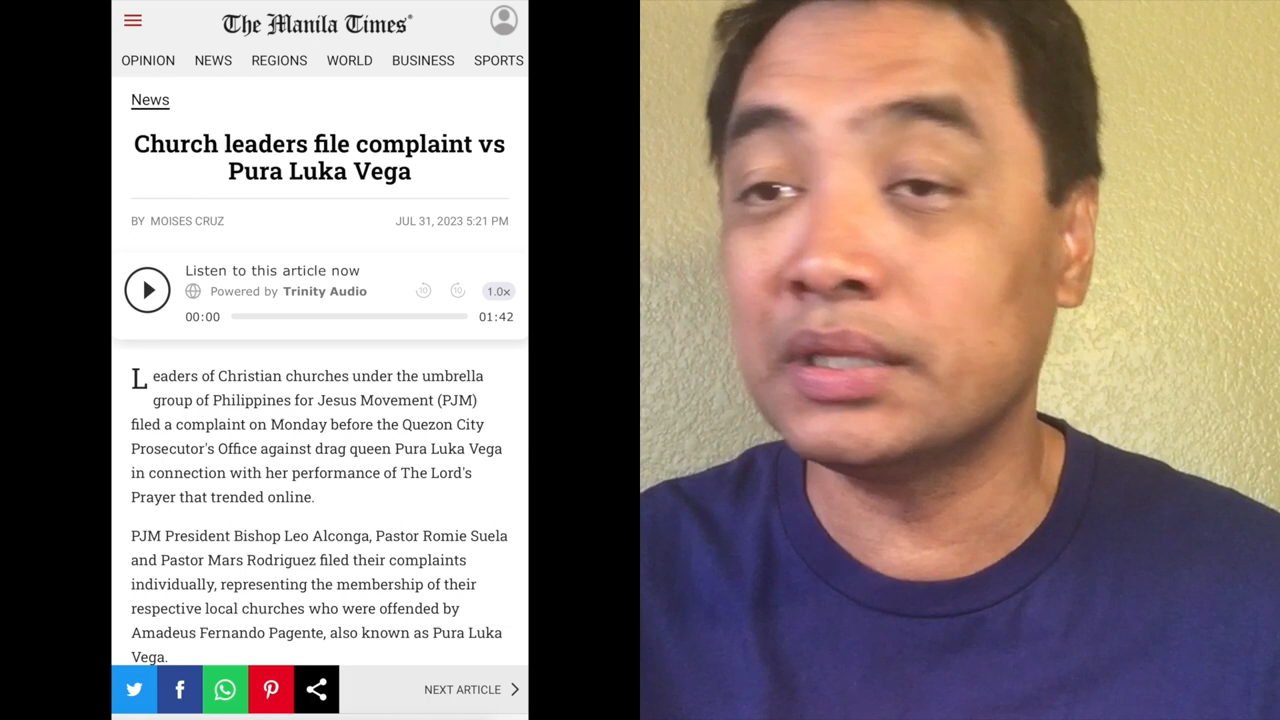 The Manila Times®
OPINION NEWS REGIONS WORLD BUSINESS SPORTS
News
Church leaders file complaint vs
Pura Luka Vega
BY MOISES CRUZ JUL 31, 2023 5:21 PM
Listen to this article now
Powered by Trinity Audio 10 10 1.0x
00:00 01:42
Leaders of Christian churches under the umbrella
group of Philippines for Jesus Movement (PJM)
filed a complaint on Monday before the Quezon City
Prosecutor's Office against drag queen Pura Luka Vega
in connection with her performance of The Lord's
Prayer that trended online.
PJM President Bishop Leo Alconga, Pastor Romie Suela
and Pastor Mars Rodriguez filed their complaints
individually, representing the membership of their
respective local churches who were offended by
Amadeus Fernando Pagente, also known as Pura Luka
Vega.
NEXT ARTICLE